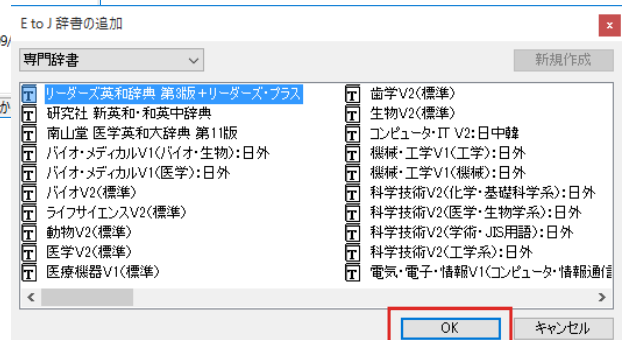 E to J 辞書の追加
x
9/
専門辞書
新規作成
か
リーダーズ英和辞典 第3版+リーダーズ・プラス
研究社 新英和・和英中辞典
南山堂 医学英和大辞典 第11版
バイオ・メディカルV1(バイオ・生物):日外
バイオ・メディカルV1(医学):日外
バイオV2(標準)
ライフサイエンスV2(標準)
動物V2(標準)
医学V2(標準)
医療機器V1(標準)
歯学V2(標準)
生物V2(標準)
コンピュータ・IT V2:日中韓
機械・工学V1(工学):日外
機械・工学V1(機械):日外
科学技術V2(化学・基礎科学系):日外
科学技術V2(医学・生物学系):日外
科学技術V2(学術・JIS用語):日外
科学技術V2(工学系):日外
電気・電子・情報V1(コンピュータ・情報通信
OK
キャンセル